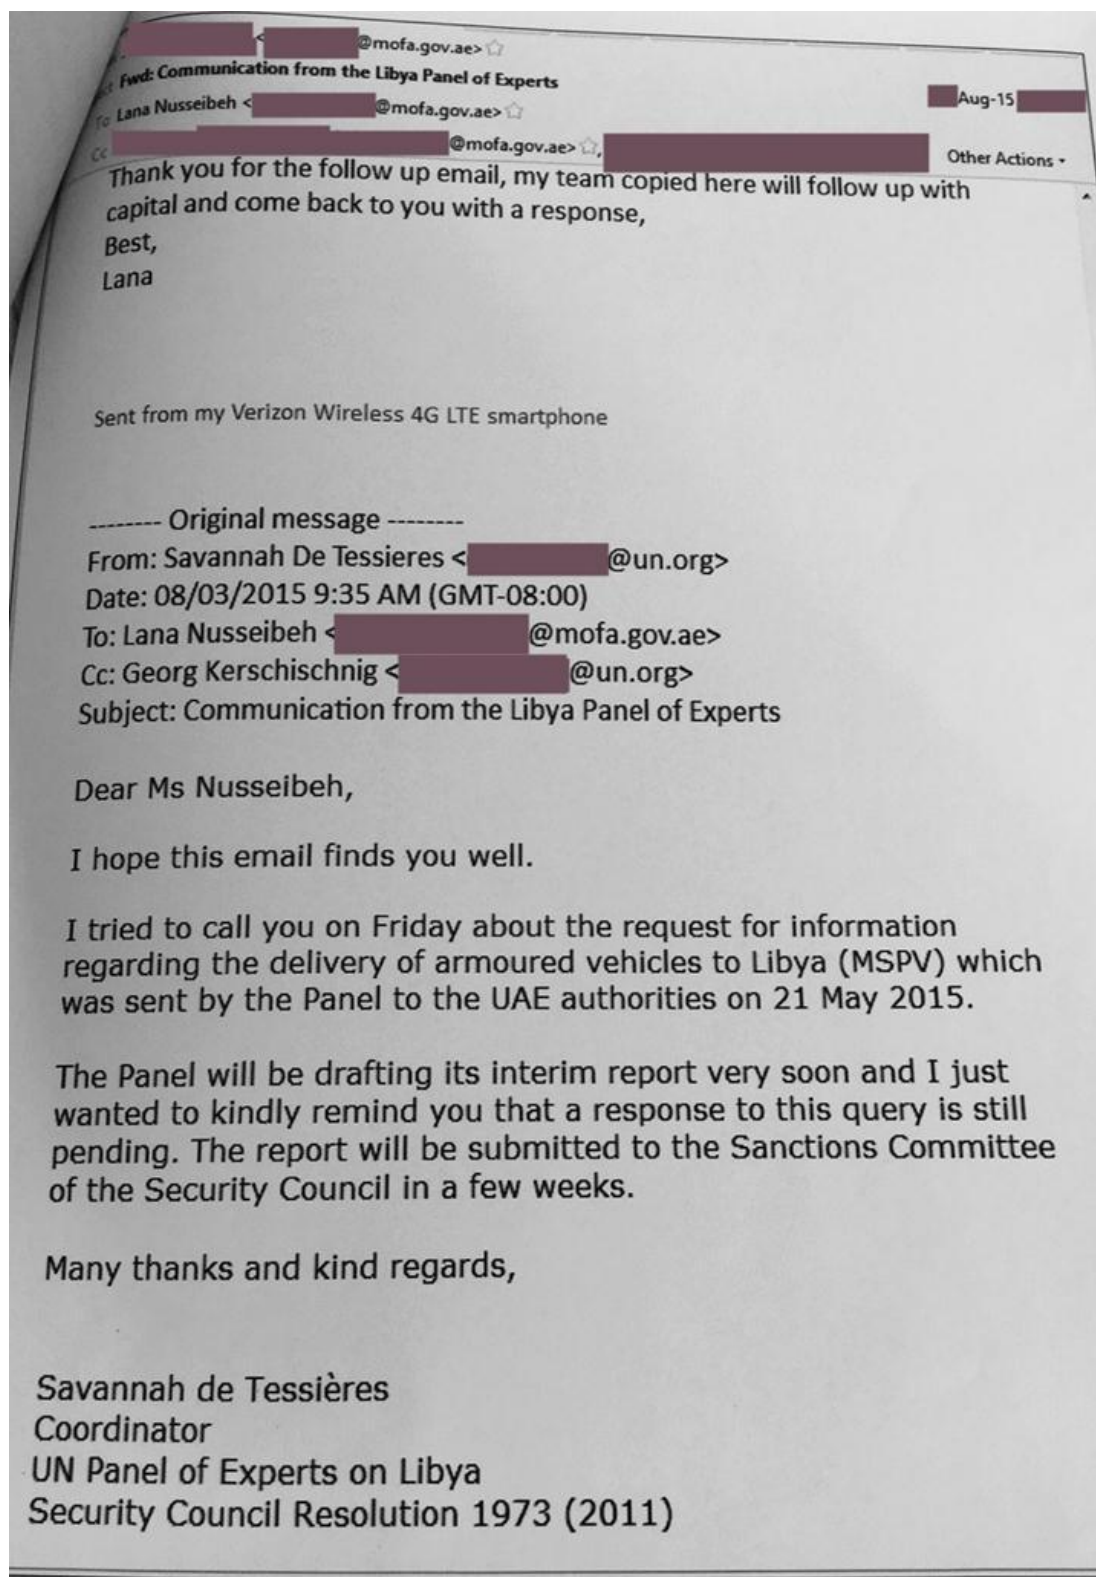 <@mofa.gov.ae>
Fwd: Communication from the Libya Panel of Experts
Aug-15
To Lana Nusseibeh <@mofa.gov.ae>
Cc @mofa.gov.ae>,
Other Actions
Thank you for the follow up email, my team copied here will follow up with
capital and come back to you with a response,
Best,
Lana
Sent from my Verizon Wireless 4G LTE smartphone
-------- Original message --------
From: Savannah De Tessieres <@un.org>
Date: 08/03/2015 9:35 AM (GMT-08:00)
To: Lana Nusseibeh <@mofa.gov.ae>
Cc: Georg Kerschischnig <@un.org>
Subject: Communication from the Libya Panel of Experts
Dear Ms Nusseibeh,
I hope this email finds you well.
I tried to call you on Friday about the request for information
regarding the delivery of armoured vehicles to Libya (MSPV) which
was sent by the Panel to the UAE authorities on 21 May 2015.
The Panel will be drafting its interim report very soon and I just
wanted to kindly remind you that a response to this query is still
pending. The report will be submitted to the Sanctions Committee
of the Security Council in a few weeks.
Many thanks and kind regards,
Savannah de Tessières
Coordinator
UN Panel of Experts on Libya
Security Council Resolution 1973 (2011)